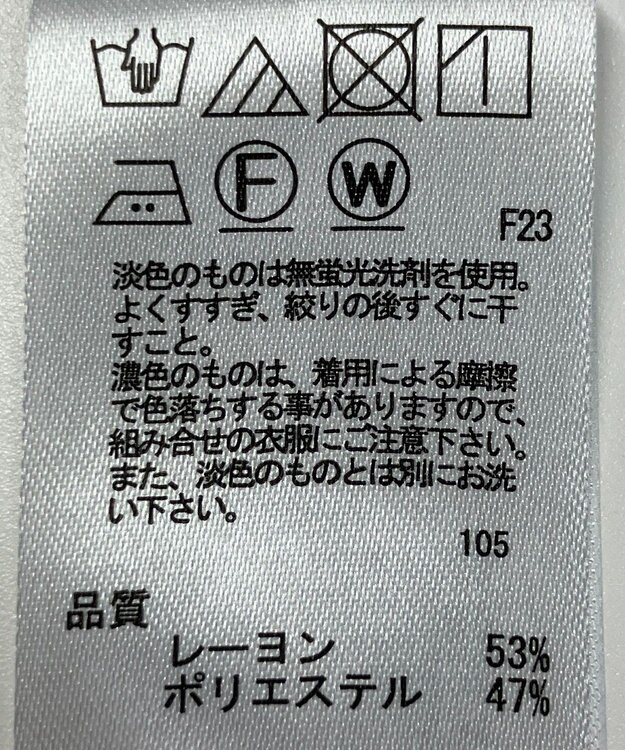 F
W
F23
淡色のものは無蛍光洗剤を使用。
よくすすぎ、絞りの後すぐに干
すこと。
濃色のものは、着用による摩擦
で色落ちする事がありますので、
組み合せの衣服にご注意下さい。
また、淡色のものとは別にお洗
い下さい。
105
品質
レーヨン 53%
ポリエステル 47%